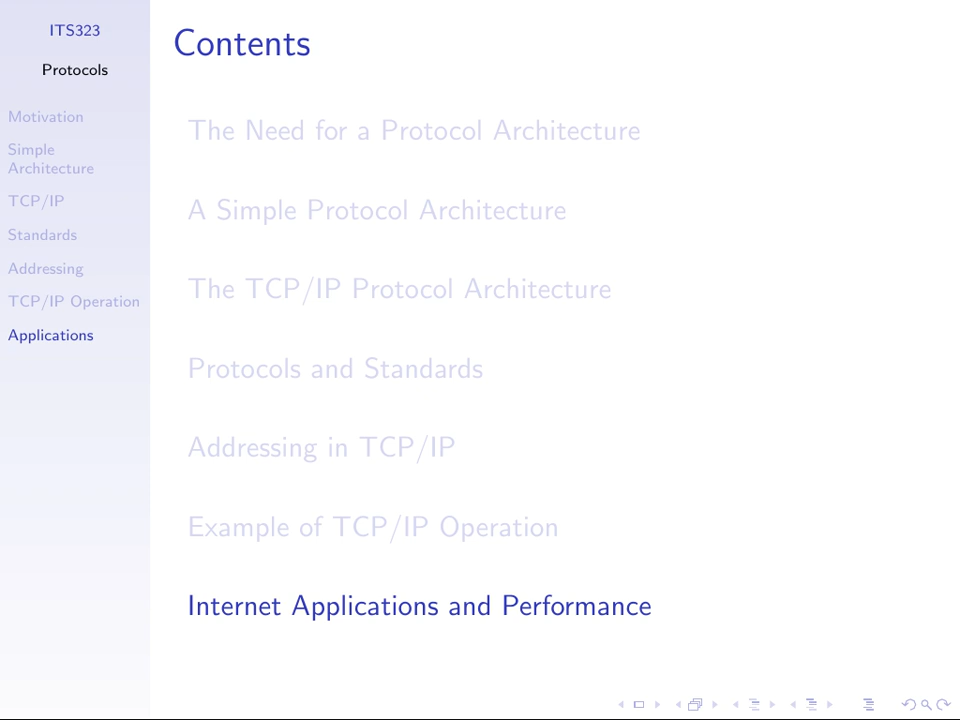 ITS323
Protocols
Motivation
Simple
Architecture
TCP/IP
Standards
Addressing
TCP/IP Operation
Applications
Contents
The Need for a Protocol Architecture
A Simple Protocol Architecture
The TCP/IP Protocol Architecture
Protocols and Standards
Addressing in TCP/IP
Example of TCP/IP Operation
Internet Applications and Performance